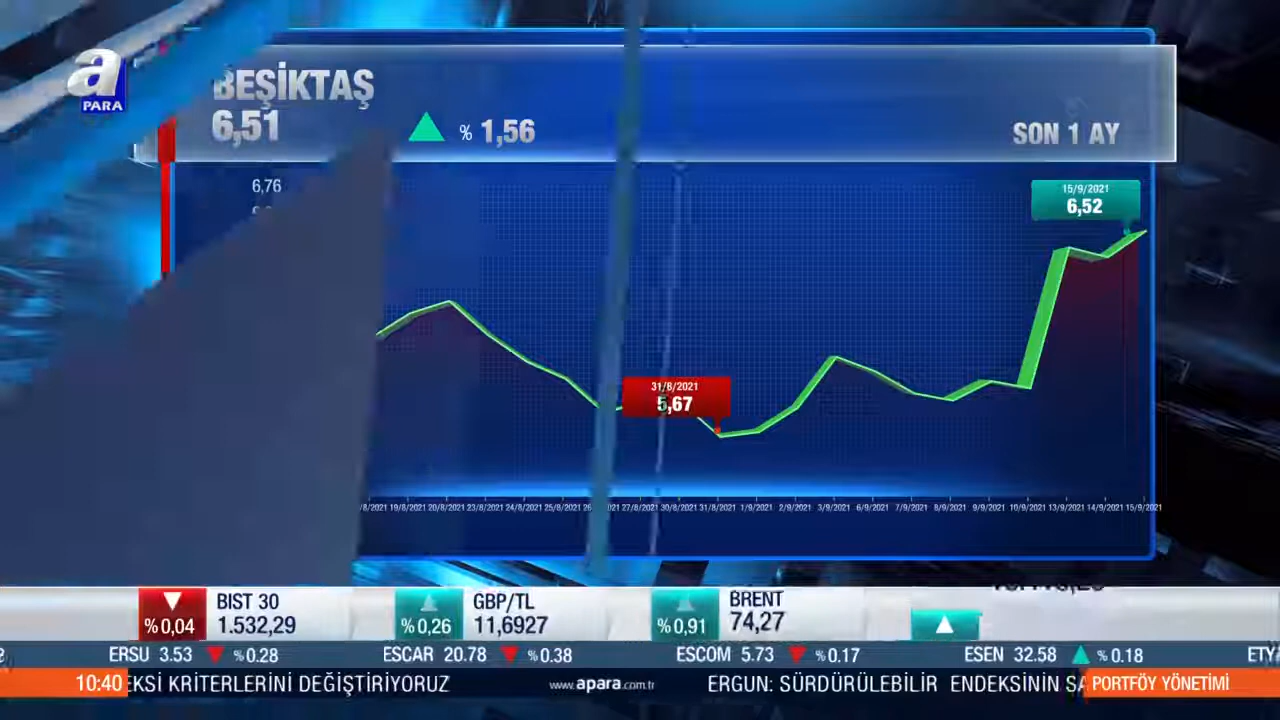 a
PARA
BEŞİKTAŞ
6,51
% 1,56
SON 1 AY
6,76
15/9/2021
6,52
31/8/2021
5,67
19/8/2021 20/8/2021 23/8/2021 24/8/2021 25/8/2021 27/8/2021 30/8/2021 31/8/2021 1/9/2021 2/9/2021 3/9/2021 6/9/2021 7/9/2021 8/9/2021 9/9/2021 10/9/2021 13/9/2021 14/9/2021 15/9/2021
% 0,04 BIST 30 1.532,29
% 0,26 GBP/TL 11,6927
% 0,91 BRENT 74,27
ERSU 3.53 %0.28 ESCAR 20.78 %0.38 ESCOM 5.73 %0.17 ESEN 32.58 %0.18
10:40 EKSİ KRİTERLERİNİ DEĞİŞTİRİYORUZ www.apara.com.tr ERGUN: SÜRDÜRÜLEBİLİR ENDEKSİNİN PORTFÖY YÖNETİMİ